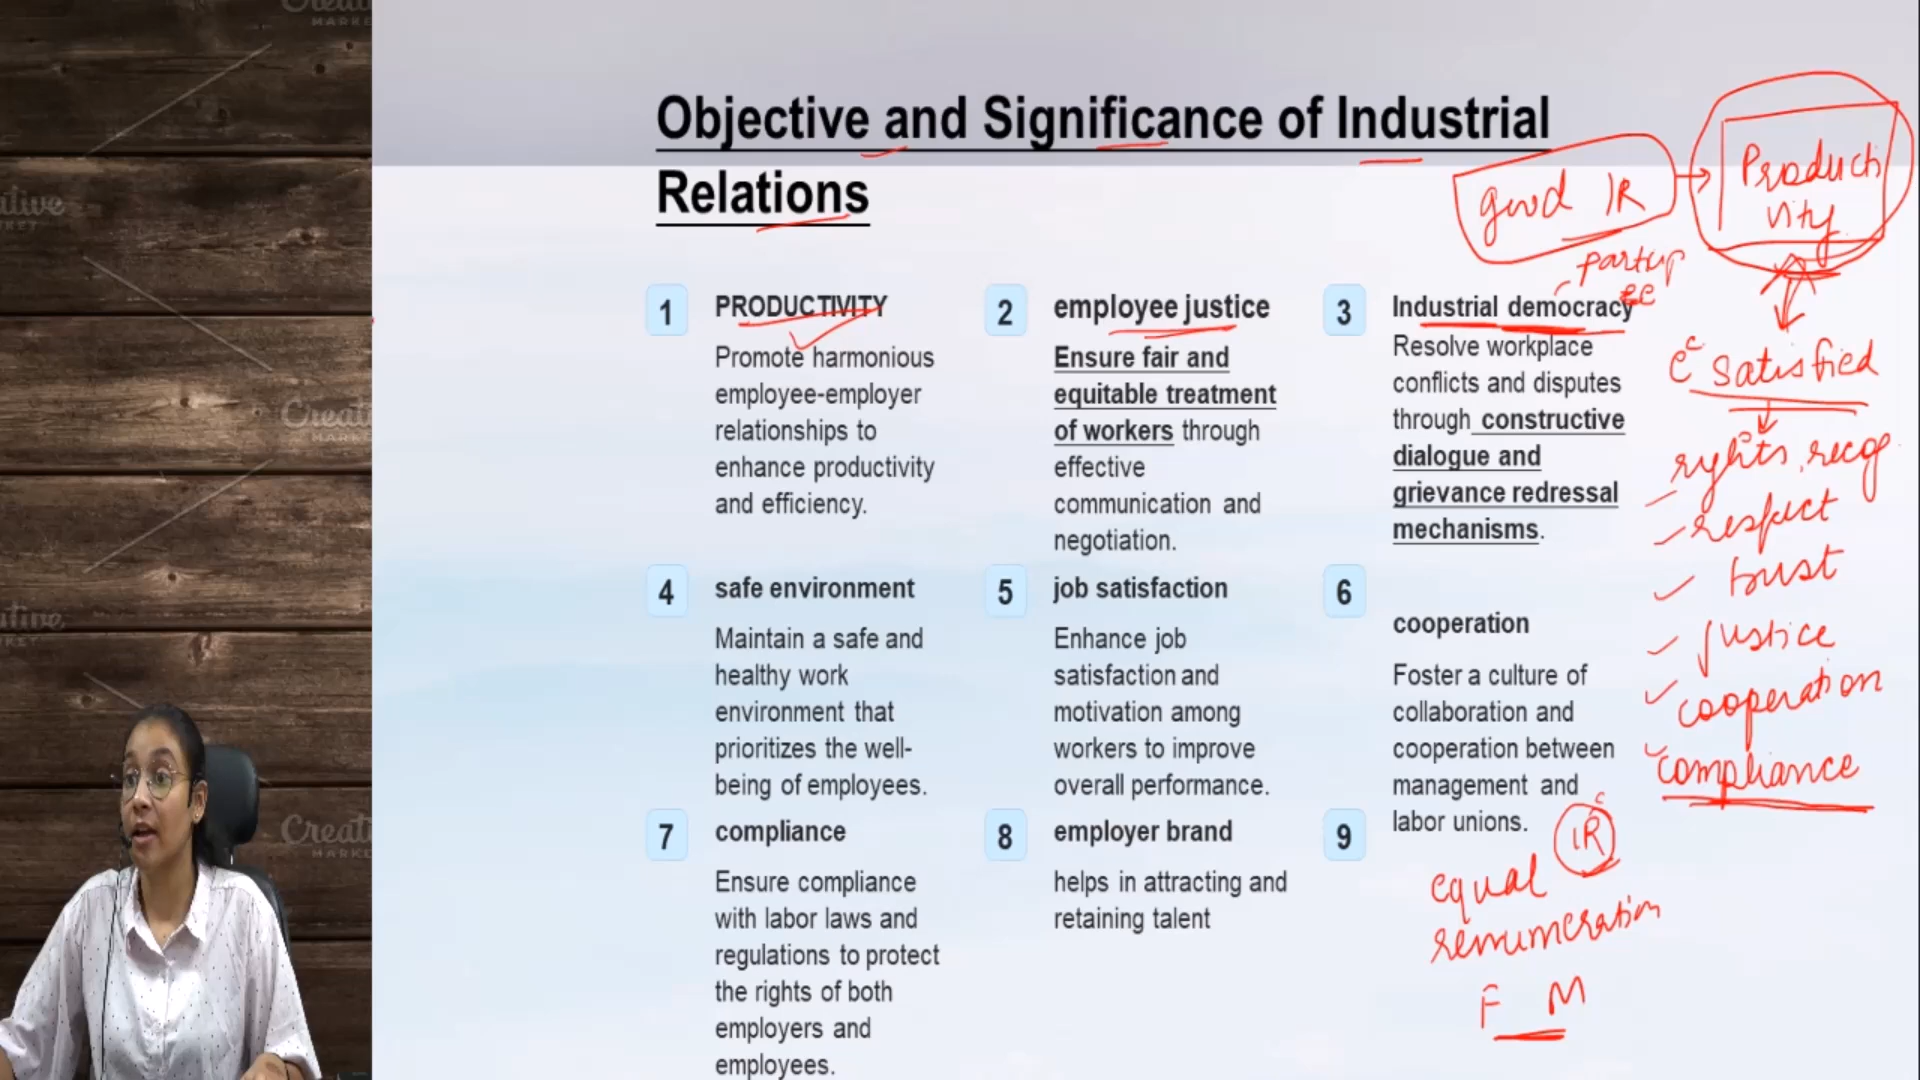 Objective and Significance of Industrial
Relations
good IR
Producti
vity
1
PRODUCTIVITY
Promote harmonious
employee-employer
relationships to
enhance productivity
and efficiency.
2
employee justice
Ensure fair and
equitable treatment
of workers through
effective
communication and
negotiation.
3
Industrial democracy
Resolve workplace
conflicts and disputes
through constructive
dialogue and
grievance redressal
mechanisms.
4
safe environment
Maintain a safe and
healthy work
environment that
prioritizes the well-
being of employees.
5
job satisfaction
Enhance job
satisfaction and
motivation among
workers to improve
overall performance.
6
cooperation
Foster a culture of
collaboration and
cooperation between
management and
labor unions.
7
compliance
Ensure compliance
with labor laws and
regulations to protect
the rights of both
employers and
employees.
8
employer brand
helps in attracting and
retaining talent
9
satisfied
rights, recog.
respect
trust
justice
cooperation
compliance
IR
equal
renumeration
F M